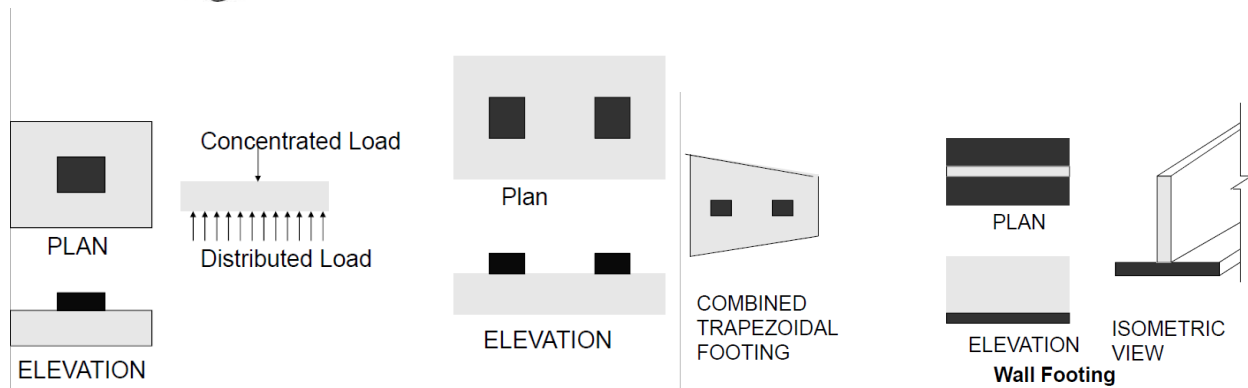 PLAN
ELEVATION
Concentrated Load
Distributed Load
Plan
ELEVATION
COMBINED
TRAPEZOIDAL
FOOTING
PLAN
ELEVATION
ISOMETRIC
VIEW
Wall Footing